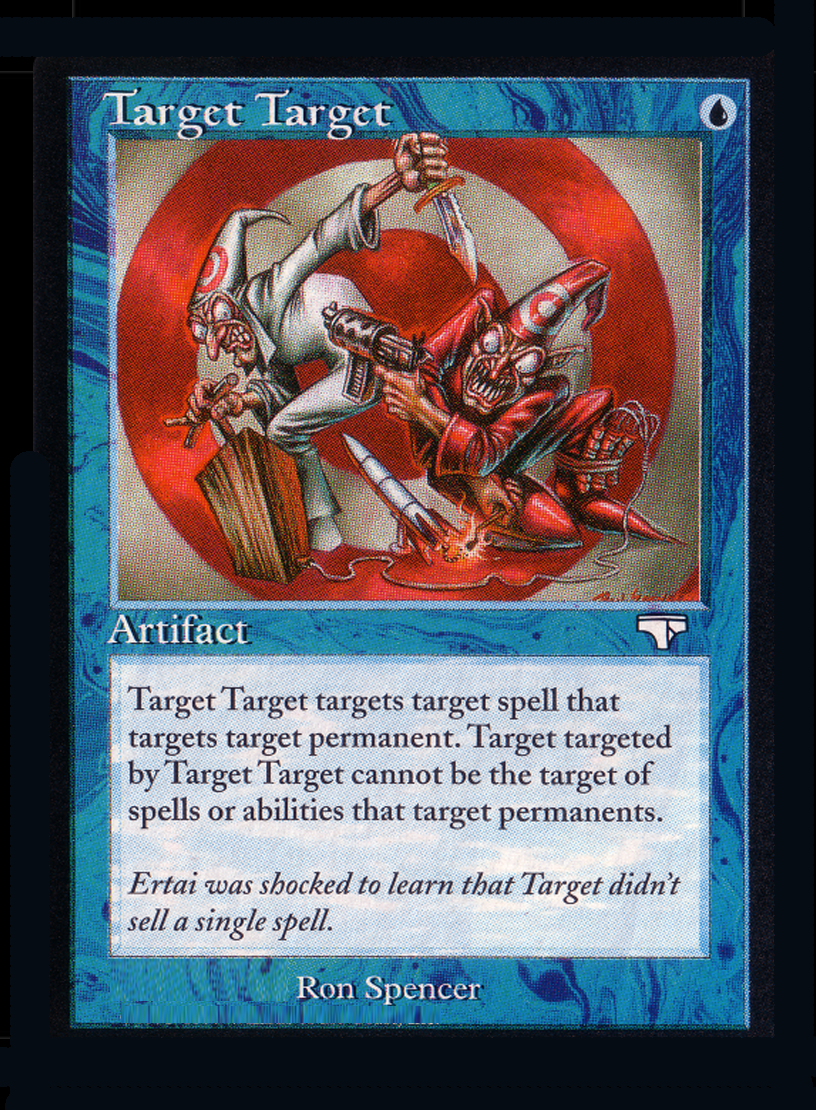 Target Target
Artifact
Target Target targets target spell that
targets target permanent. Target targeted
by Target Target cannot be the target of
spells or abilities that target permanents.
Ertai was shocked to learn that Target didn't
sell a single spell.
Ron Spencer